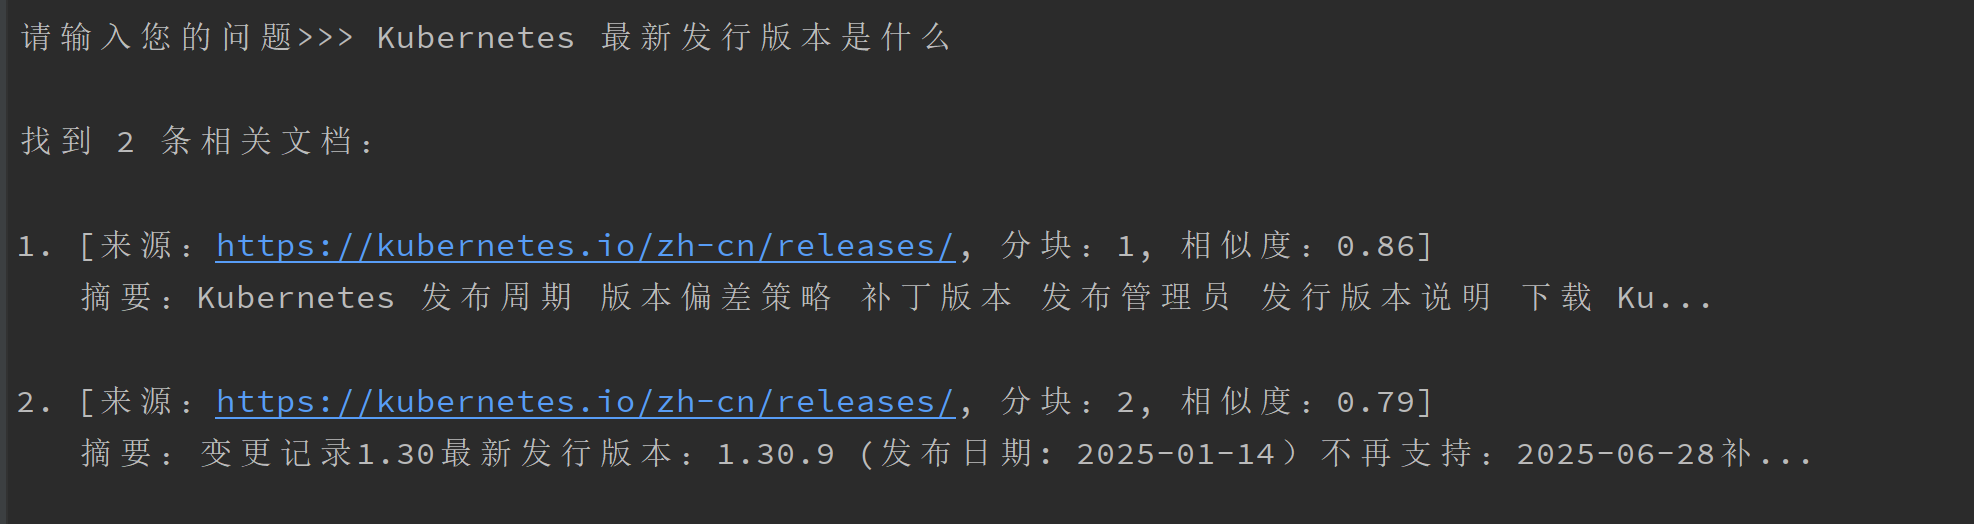 请输入您的问题>>> Kubernetes 最新发行版本是什么
找到 2 条相关文档：
1. [来源：https://kubernetes.io/zh-cn/releases/, 分块：1, 相似度：0.86]
摘要：Kubernetes 发布周期 版本偏差策略 补丁版本 发布管理员 发行版本说明 下载 Ku...
2. [来源：https://kubernetes.io/zh-cn/releases/, 分块：2, 相似度：0.79]
摘要：变更记录1.30最新发行版本：1.30.9 (发布日期: 2025-01-14）不再支持：2025-06-28补...